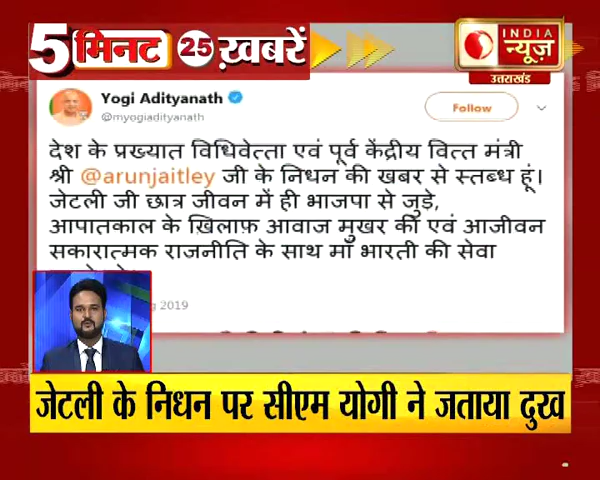 5 मिनट 25 ख़बरें
INDIA
न्यूज़
उत्तराखंड
Yogi Adityanath
@myogiadityanath
Follow
देश के प्रख्यात विधिवेत्ता एवं पूर्व केंद्रीय वित्त मंत्री
श्री @arunjaitley जी के निधन की खबर से स्तब्ध हूं।
जेटली जी छात्र जीवन में ही भाजपा से जुड़े,
आपातकाल के ख़िलाफ़ आवाज मुखर की एवं आजीवन
सकारात्मक राजनीति के साथ माँ भारती की सेवा
2019
जेटली के निधन पर सीएम योगी ने जताया दुख